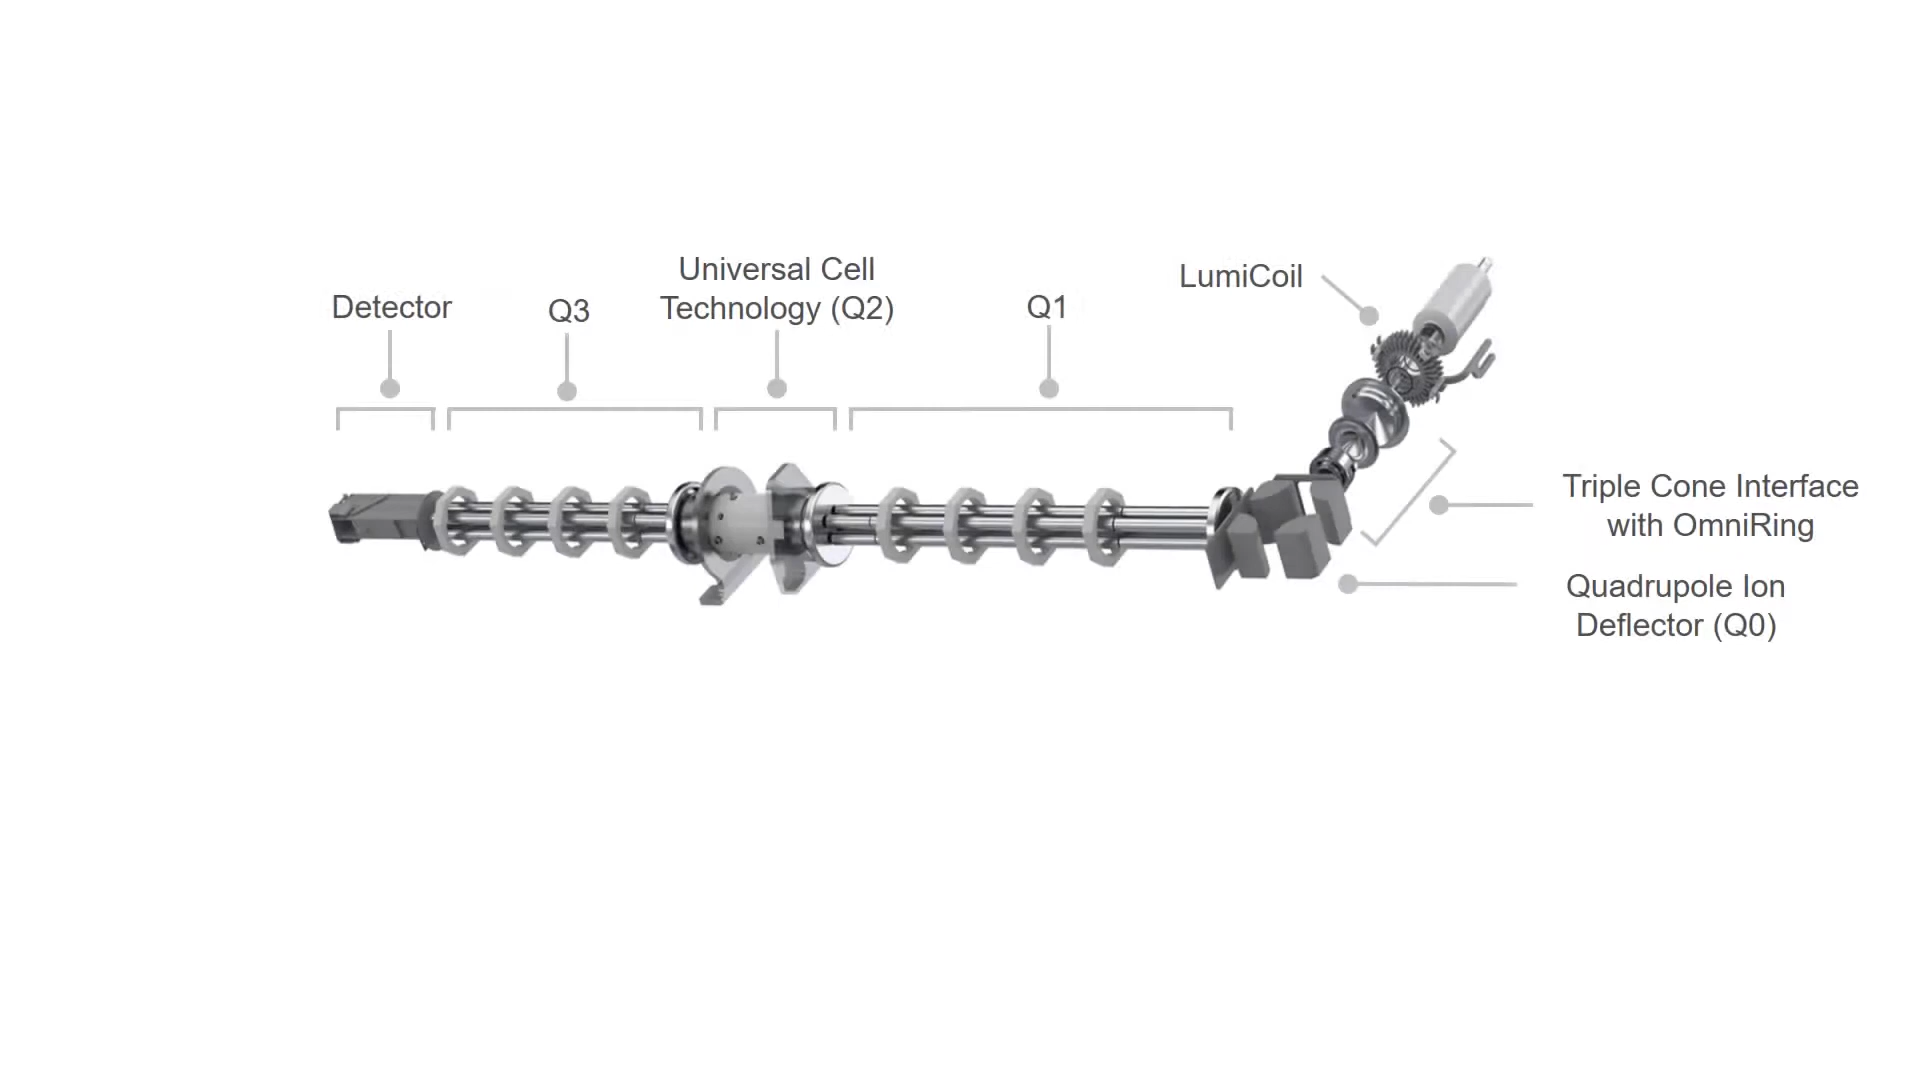 Detector
Q3
Universal Cell
Technology (Q2)
Q1
LumiCoil
Triple Cone Interface
with OmniRing
Quadrupole Ion
Deflector (Q0)